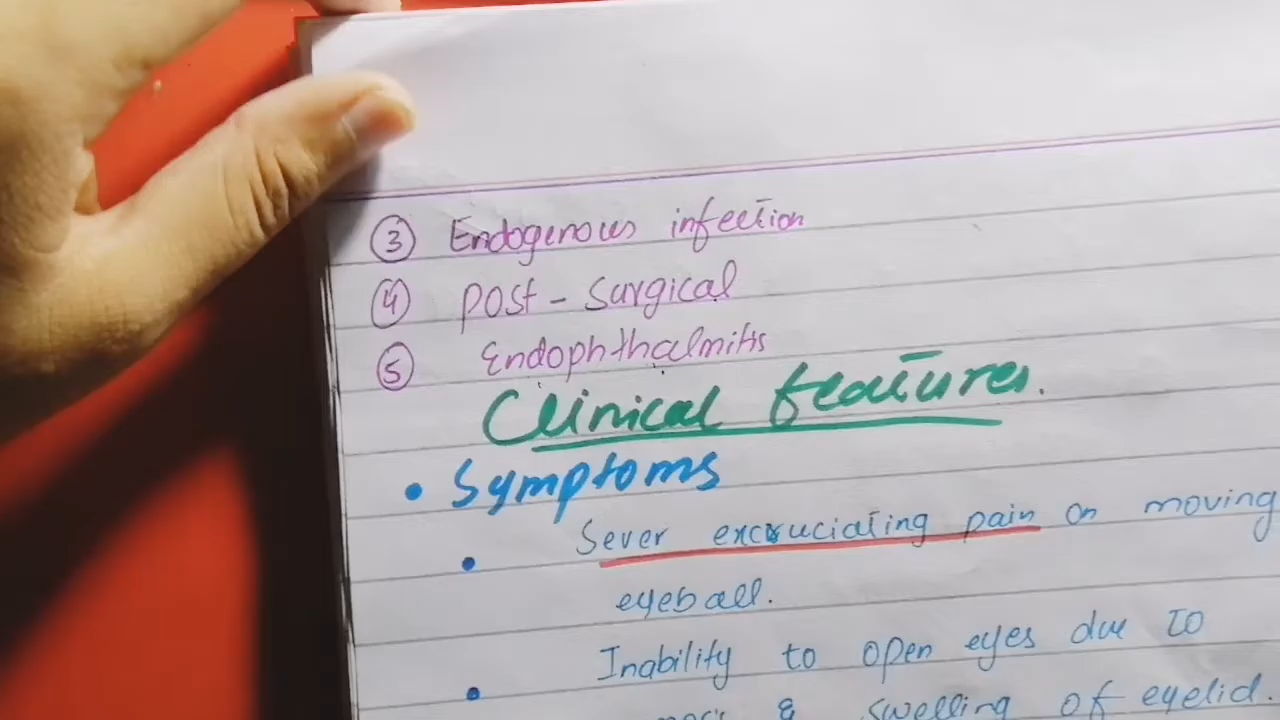 ③ Endogenous infection
④ Post - Surgical
⑤ Endophthalmitis
Clinical features.
• Symptoms
• Sever excruciating pain on moving
eyeball.
• Inability to open eyes due to
& swelling of eyelid.